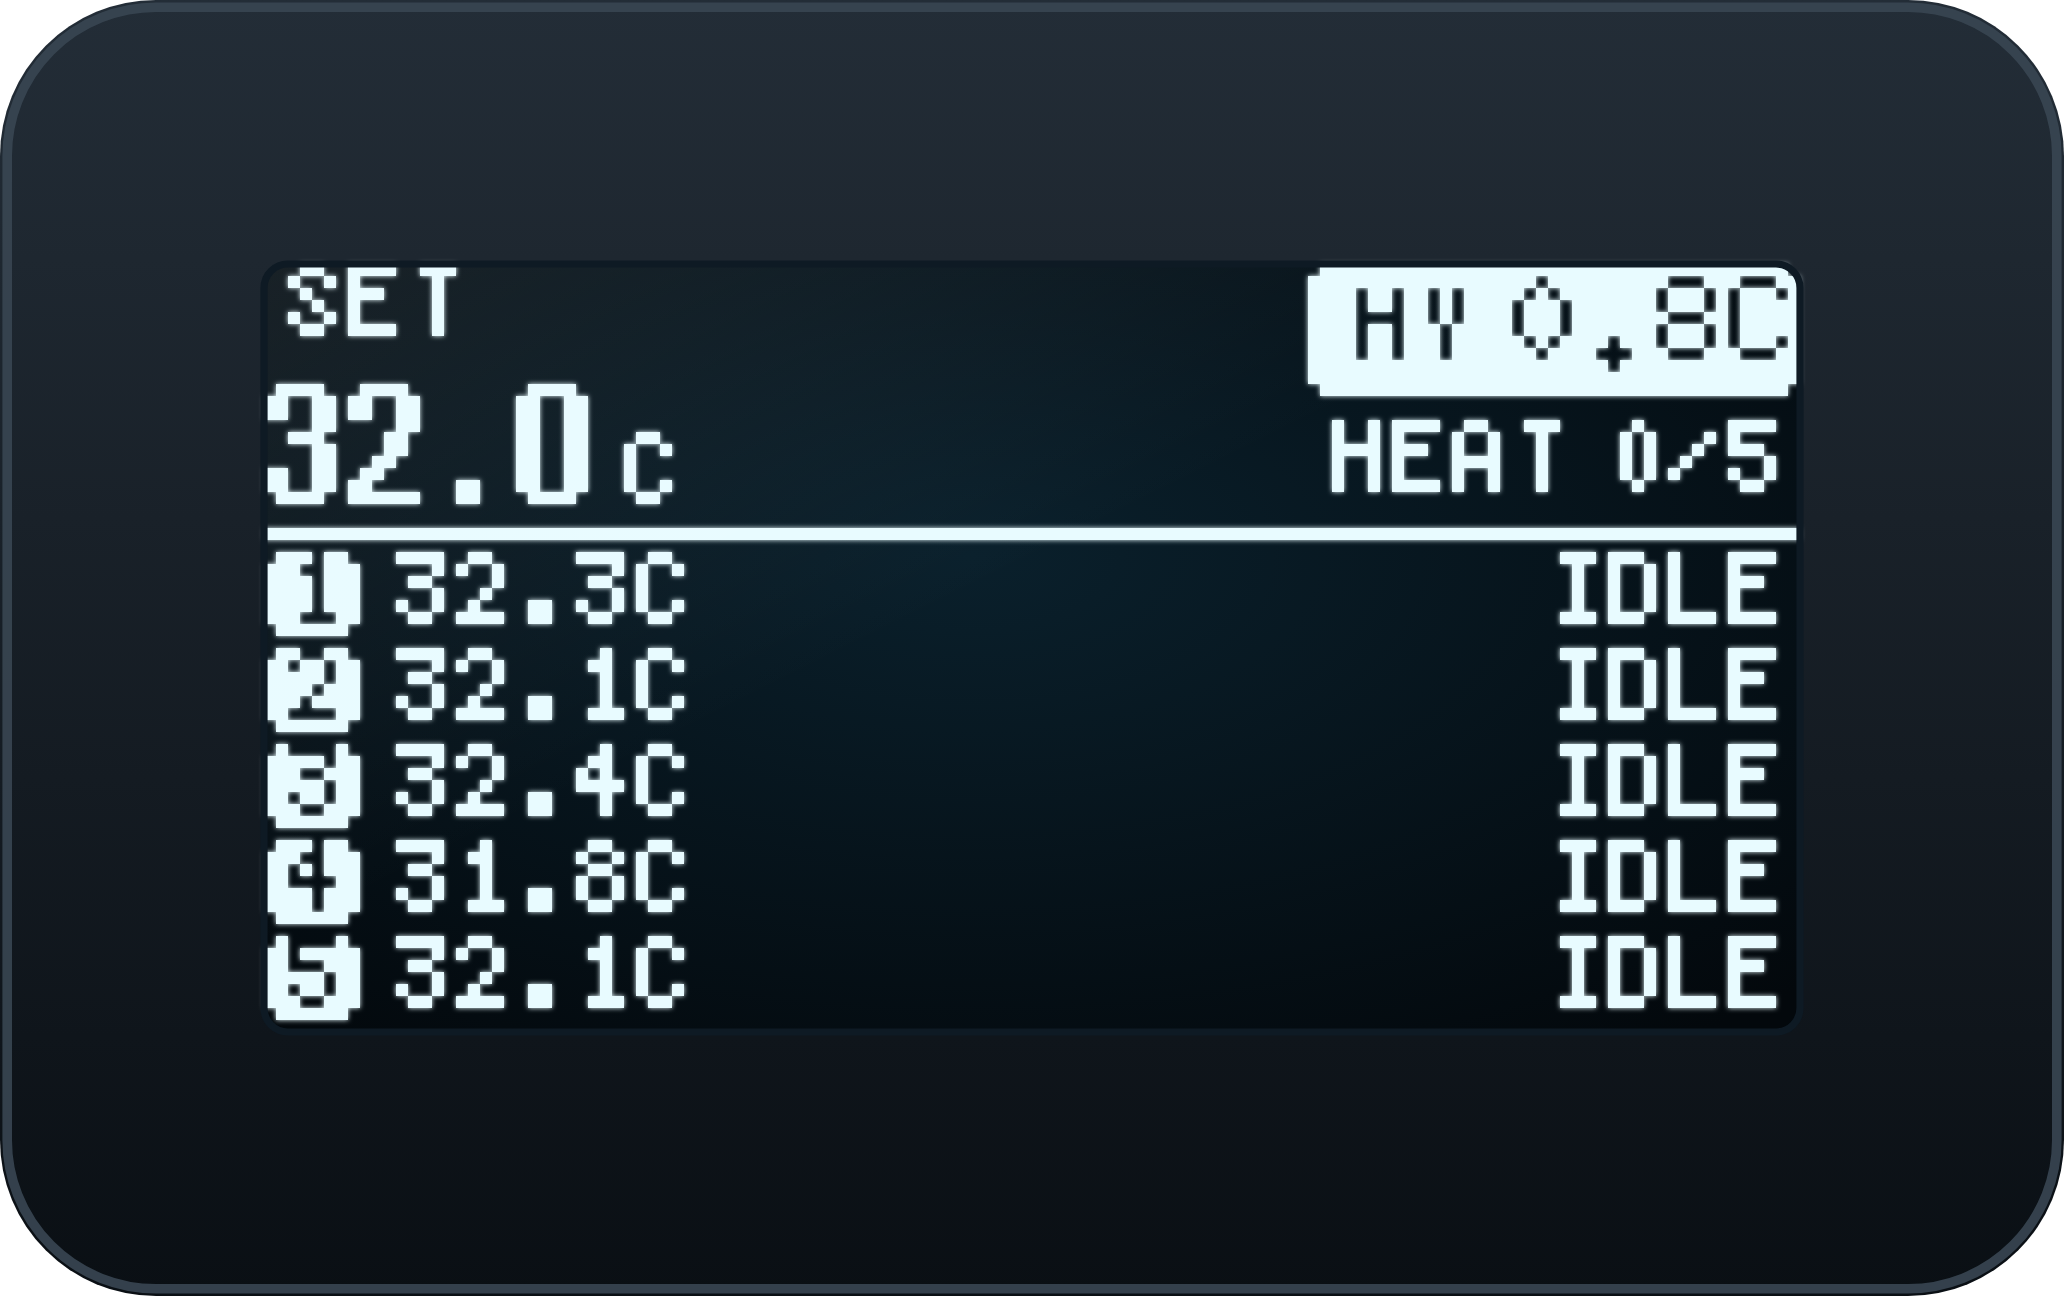 SET
HY 0.8C
32.0C
HEAT 0/5
1 32.3C IDLE
2 32.1C IDLE
3 32.4C IDLE
4 31.8C IDLE
5 32.1C IDLE